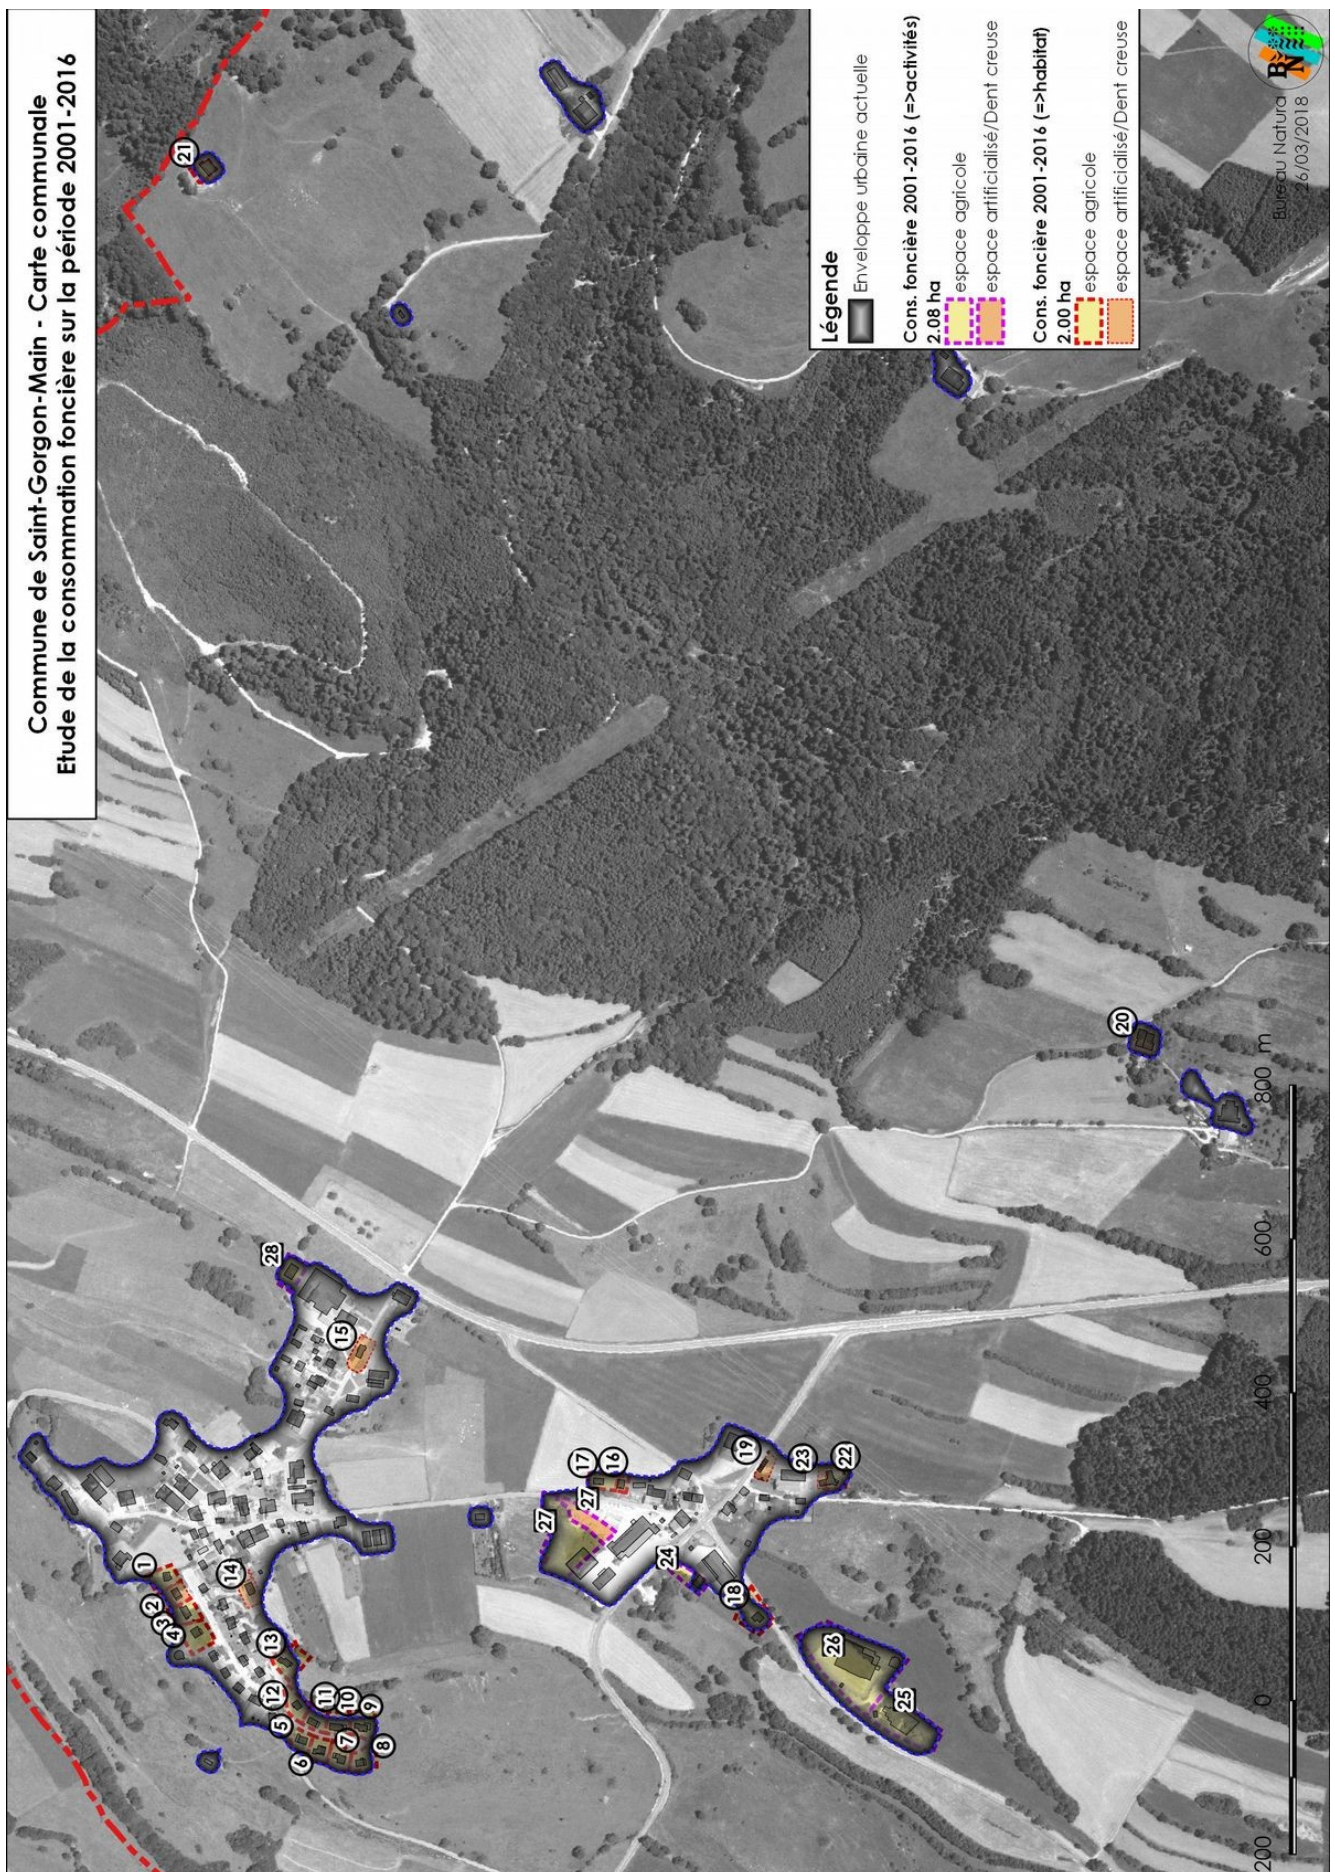 Commune de Saint-Gorgon-Main - Carte communale
Etude de la consommation foncière sur la période 2001-2016
Légende
Enveloppe urbaine actuelle
Cons. foncière 2001-2016 (=>activités)
2.08 ha
espace agricole
espace artificialisé/Dent creuse
Cons. foncière 2001-2016 (=>habitat)
2.00 ha
espace agricole
espace artificialisé/Dent creuse
BN
Bureau Natura
26/03/2018
21
20
28
15
1
2
3
4
14
13
12
5
6
11
10
9
7
8
17
16
27
27
19
23
22
24
18
26
25
200 0 200 400 600 800 m